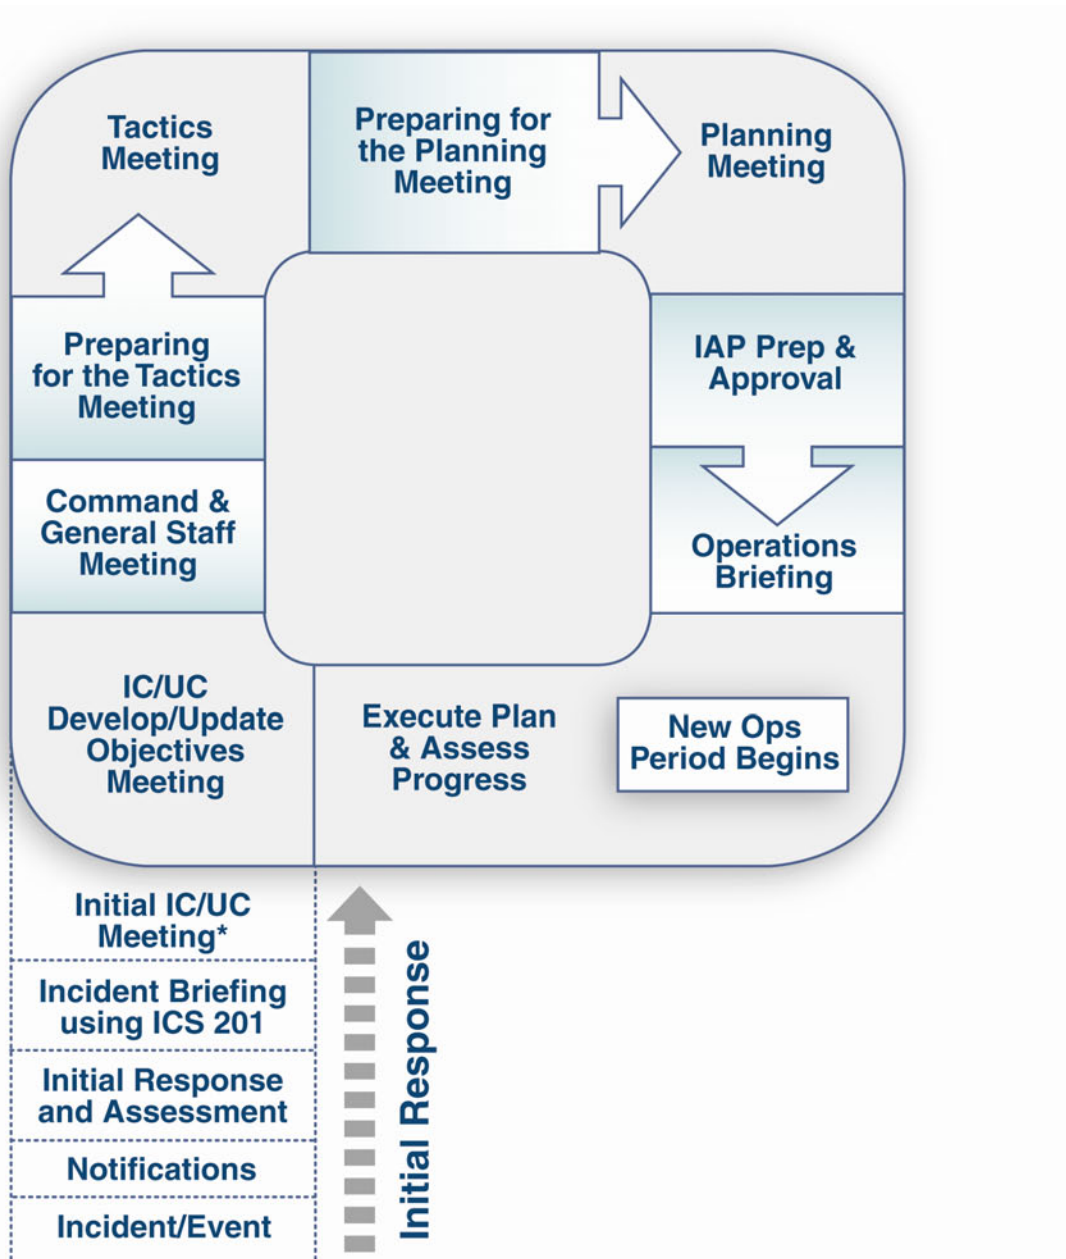 Tactics
Meeting
Preparing for
the Planning
Meeting
Planning
Meeting
Preparing
for the Tactics
Meeting
IAP Prep &
Approval
Command &
General Staff
Meeting
Operations
Briefing
IC/UC
Develop/Update
Objectives
Meeting
Execute Plan
& Assess
Progress
New Ops
Period Begins
Initial IC/UC
Meeting*
Incident Briefing
using ICS 201
Initial Response
and Assessment
Notifications
Incident/Event
Initial Response